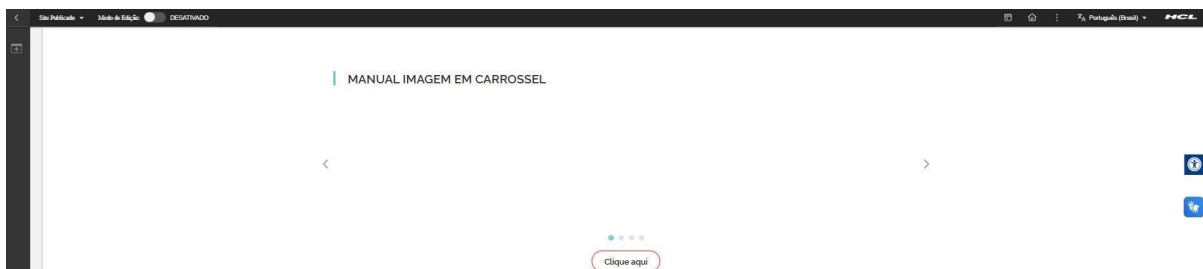 Site Publicado Modo de Edição: DESATIVADO Português (Brasil) HCL
MANUAL IMAGEM EM CARROSSEL
Clique aqui